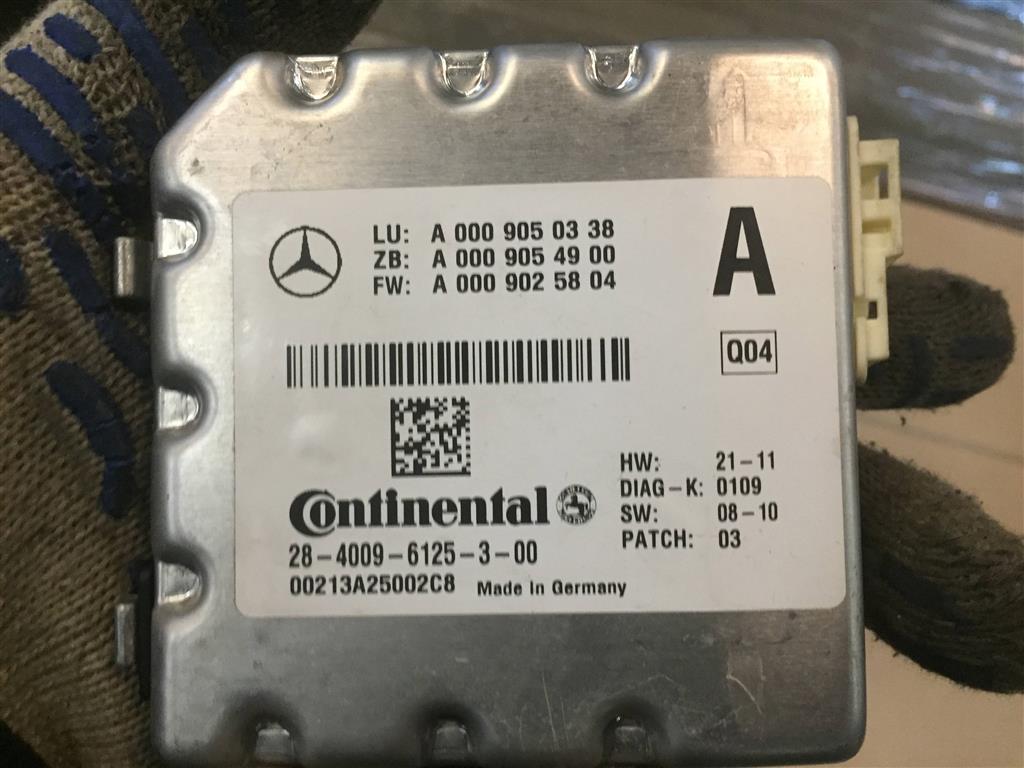 LU: A 000 905 03 38
ZB: A 000 905 49 00
FW: A 000 902 58 04
A
Q04
Continental
28-4009-6125-3-00
00213A25002C8 Made in Germany
HW: 21-11
DIAG-K: 0109
SW: 08-10
PATCH: 03